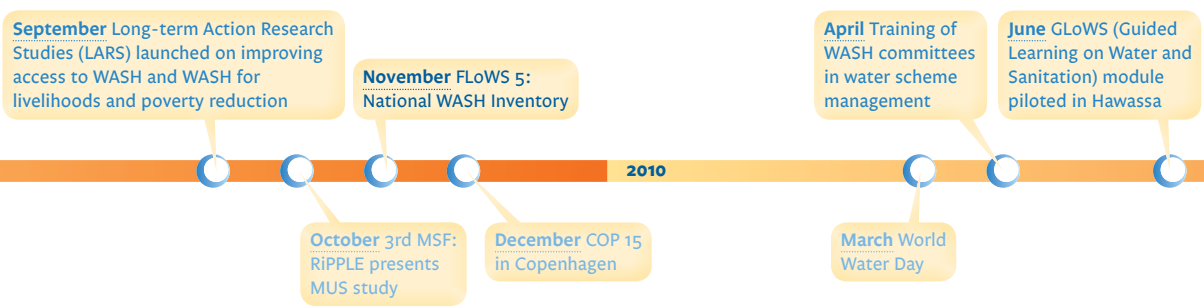 September Long-term Action Research
Studies (LARS) launched on improving
access to WASH and WASH for
livelihoods and poverty reduction
November FLoWS 5:
National WASH Inventory
April Training of
WASH committees
in water scheme
management
June GLoWS (Guided
Learning on Water and
Sanitation) module
piloted in Hawassa
2010
October 3rd MSF:
RiPPLE presents
MUS study
December COP 15
in Copenhagen
March World
Water Day